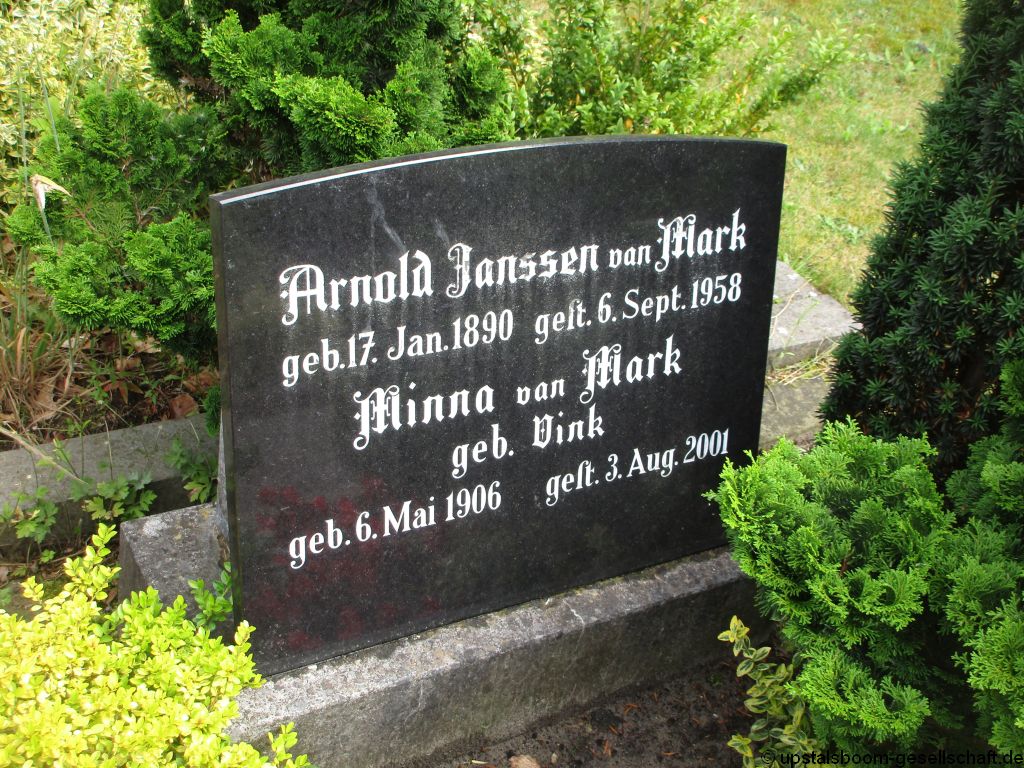 Arnold Janssen van Mark
geb. 17. Jan. 1890 gest. 6. Sept. 1958
Minna van Mark
geb. Vink
geb. 6. Mai 1906 gest. 3. Aug. 2001
© upstalsboom-gesellschaft.de